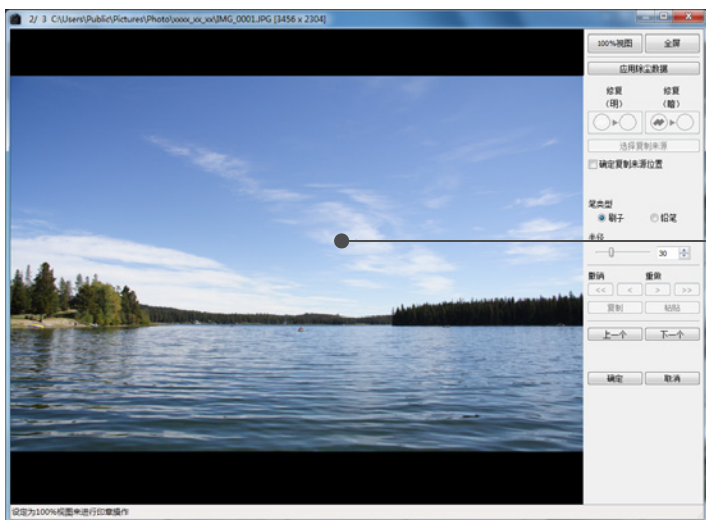 2/ 3 C:\Users\Public\Pictures\Photo\xxxx_xx_xx\IMG_0001.JPG [3456 x 2304]
100%视图 全屏
应用除尘数据
修复 修复
(明) (暗)
选择复制来源
确定复制来源位置
笔类型
刷子 铅笔
半径
30
撤消 重做
<< < > >>
复制 粘贴
上一个 下一个
确定 取消
设定为100%视图来进行印章操作